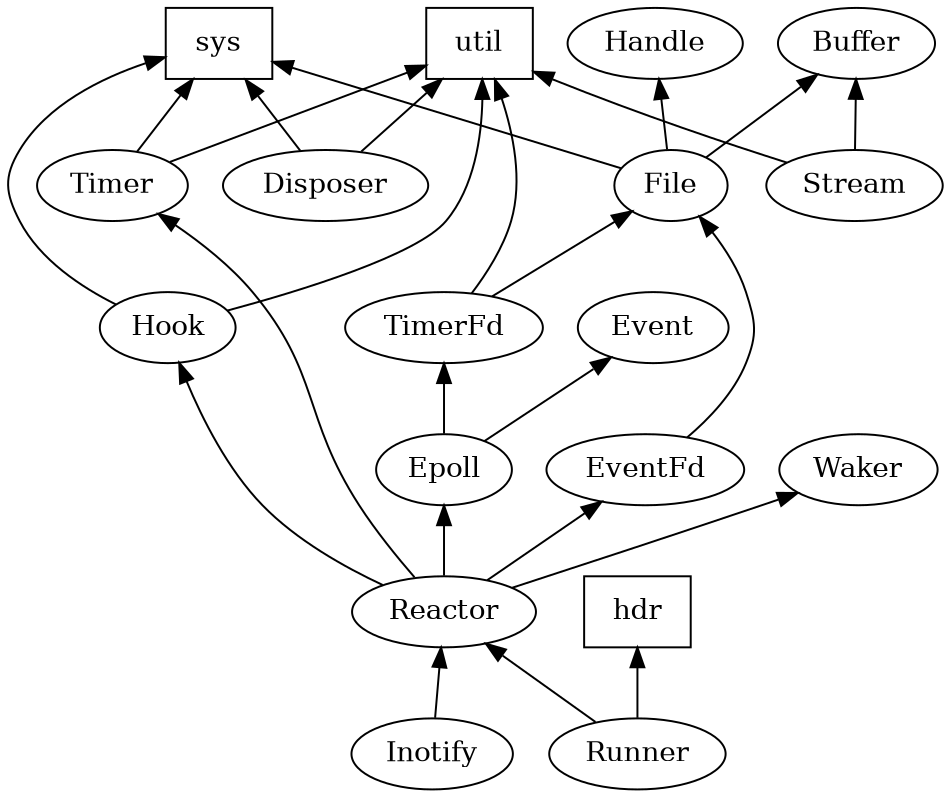 sys
util
Handle
Buffer
Timer
Disposer
File
Stream
Hook
TimerFd
Event
Epoll
EventFd
Waker
Reactor
hdr
Inotify
Runner